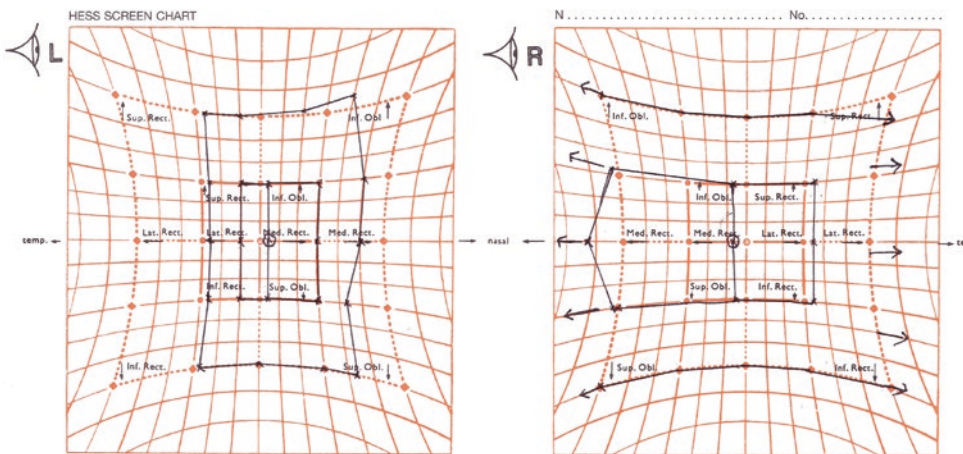 HESS SCREEN CHART
L
Sup. Rect. Inf. Obl.
Sup. Rect. Inf. Obl.
temp. Lat. Rect. Lat. Rect. Med. Rect. Med. Rect.
Inf. Rect. Sup. Obl.
Inf. Rect. Sup. Obl.
N.................... No....................
R
Inf. Obl. Sup. Rect.
Inf. Obl. Sup. Rect.
nasal Med. Rect. Med. Rect. Lat. Rect. Lat. Rect.
Sup. Obl. Inf. Rect.
Sup. Obl. Inf. Rect.